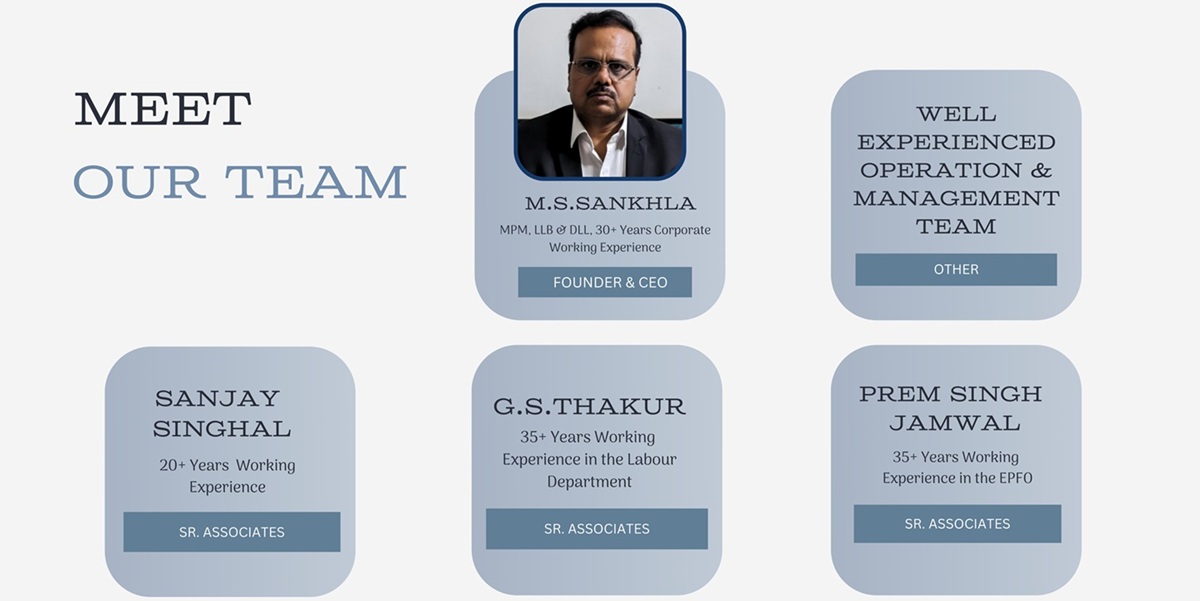 MEET
OUR TEAM
M.S.SANKHLA
MPM, LLB & DLL, 30+ Years Corporate
Working Experience
FOUNDER & CEO
WELL
EXPERIENCED
OPERATION &
MANAGEMENT
TEAM
OTHER
SANJAY
SINGHAL
20+ Years Working
Experience
SR. ASSOCIATES
G.S.THAKUR
35+ Years Working
Experience in the Labour
Department
SR. ASSOCIATES
PREM SINGH
JAMWAL
35+ Years Working
Experience in the EPFO
SR. ASSOCIATES